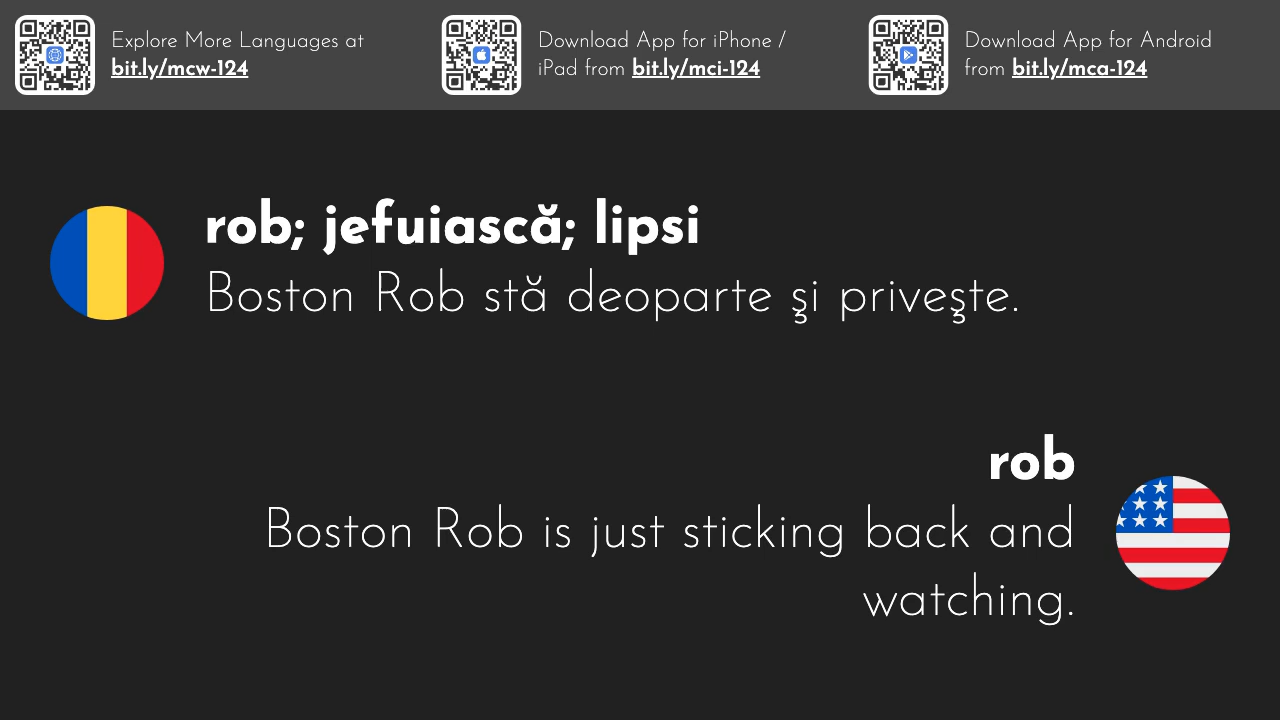 Explore More Languages at
bit.ly/mcw-124
Download App for iPhone /
iPad from bit.ly/mci-124
Download App for Android
from bit.ly/mca-124
rob; jefuiască; lipsi
Boston Rob stă deoparte şi priveşte.
rob
Boston Rob is just sticking back and
watching.